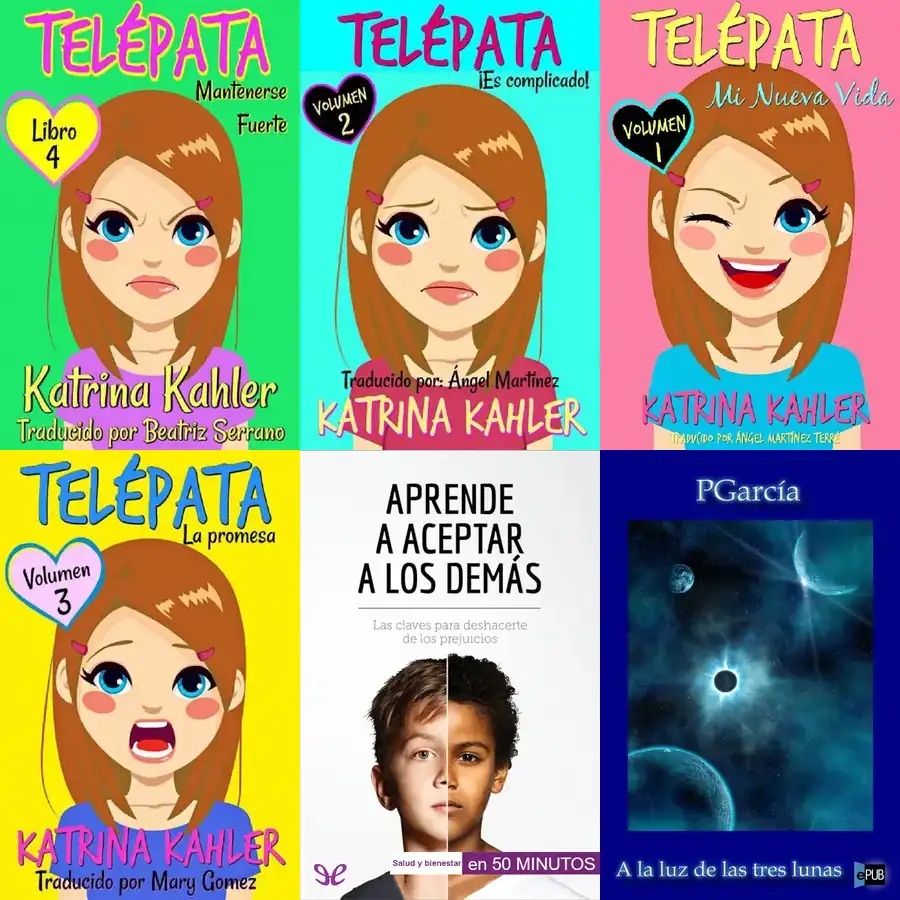 TELÉPATA
Mantenerse
Fuerte
Libro
4
Katrina Kahler
Traducido por Beatriz Serrano
TELÉPATA
¡Es complicado!
VOLUMEN
2
Traducido por: Ángel Martínez
KATRINA KAHLER
TELÉPATA
Mi Nueva Vida
VOLUMEN
1
KATRINA KAHLER
TRADUCIDO POR ÁNGEL MARTÍNEZ TERRÉ
TELÉPATA
La promesa
Volumen
3
KATRINA KAHLER
Traducido por Mary Gomez
APRENDE
A ACEPTAR
A LOS DEMÁS
Las claves para deshacerte
de los prejuicios
Salud y bienestar en 50 MINUTOS
PGarcía
A la luz de las tres lunas
ePUB